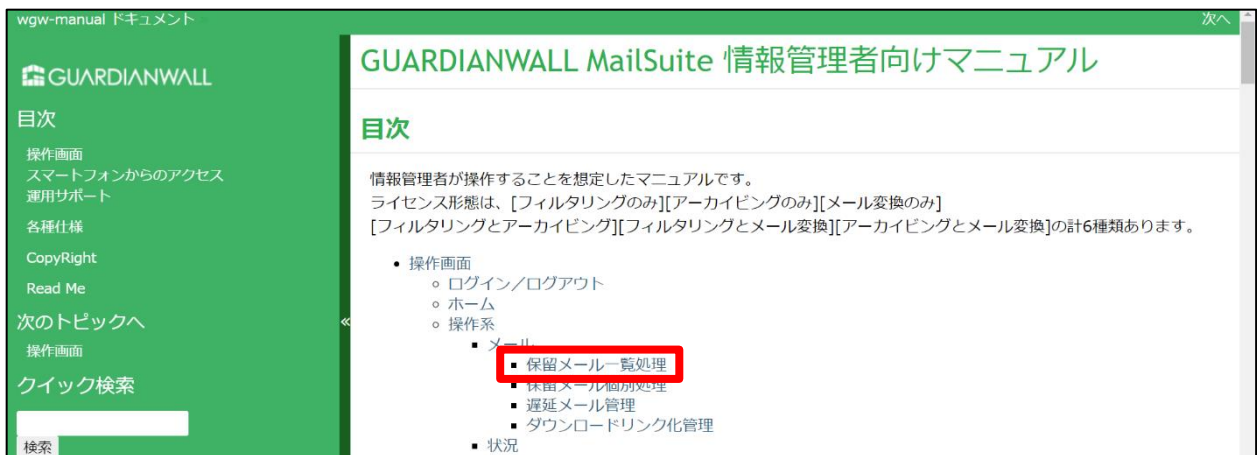 wgw-manual ドキュメント
次へ
GUARDIANWALL
目次
操作画面
スマートフォンからのアクセス
運用サポート
各種仕様
CopyRight
Read Me
次のトピックへ
操作画面
クイック検索
検索
«
GUARDIANWALL MailSuite 情報管理者向けマニュアル
目次
情報管理者が操作することを想定したマニュアルです。
ライセンス形態は、[フィルタリングのみ][アーカイビングのみ][メール変換のみ]
[フィルタリングとアーカイビング][フィルタリングとメール変換][アーカイビングとメール変換]の計6種類あります。
操作画面
ログイン／ログアウト
ホーム
操作系
メール
保留メール一覧処理
保留メール個別処理
遅延メール管理
ダウンロードリンク化管理
状況